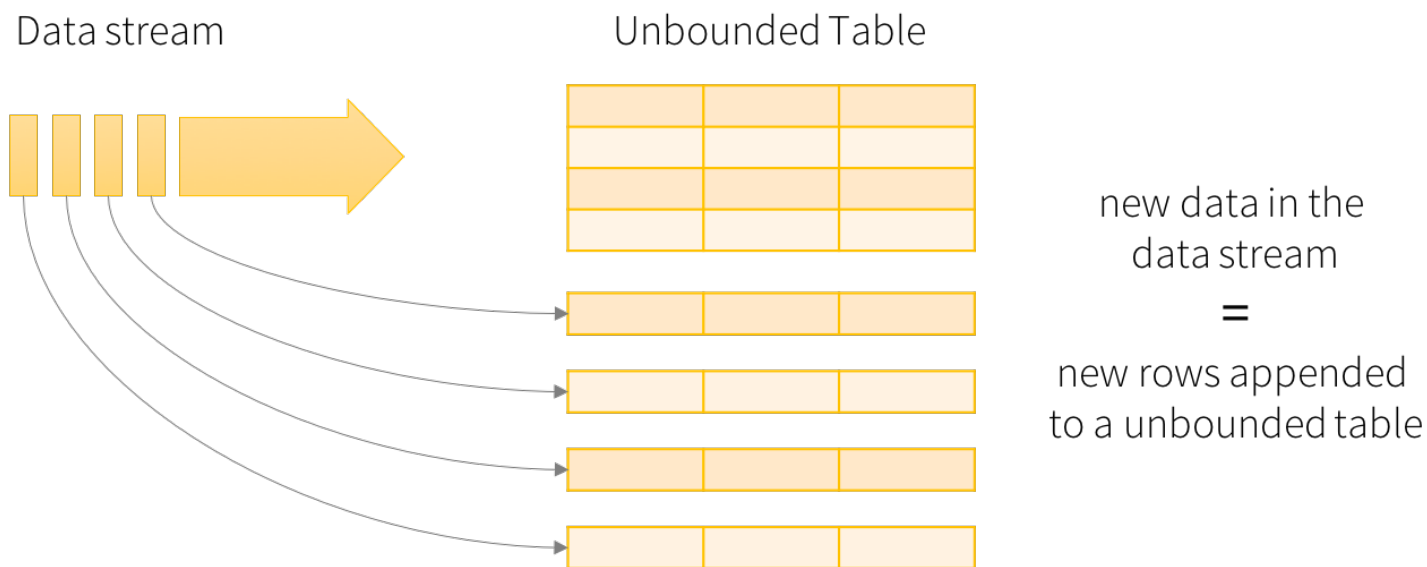 Data stream
Unbounded Table
new data in the
data stream
=
new rows appended
to a unbounded table